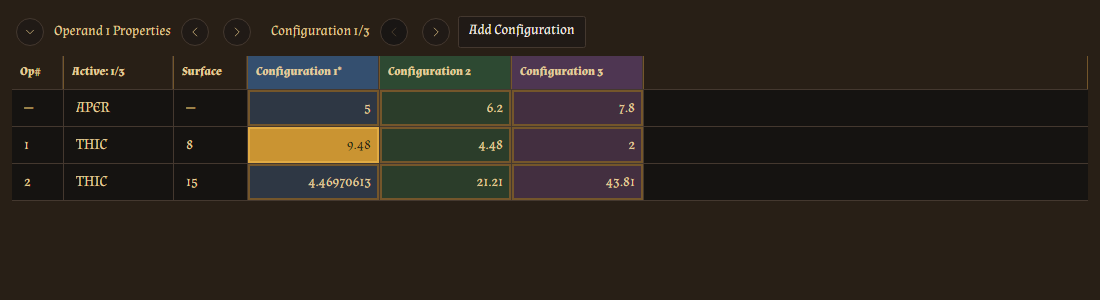 Operand 1 Properties Configuration 1/3 Add Configuration
Op# Active: 1/3 Surface Configuration 1* Configuration 2 Configuration 3
— APER — 5 6.2 7.8
1 THIC 8 9.48 4.48 2
2 THIC 15 4.46970613 21.21 43.81